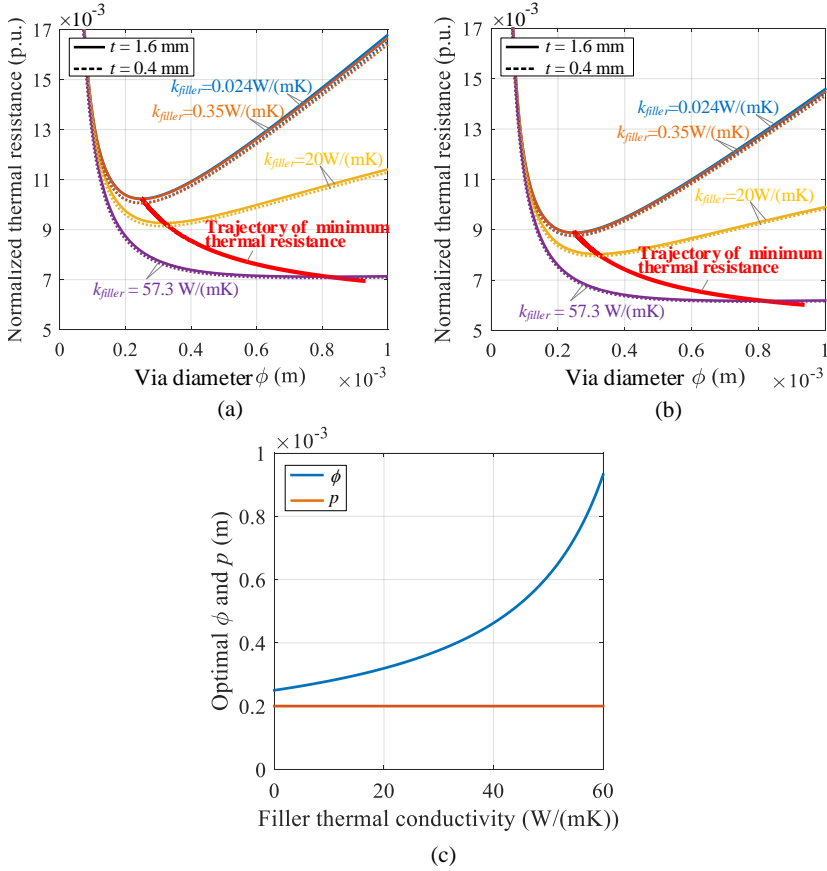 ×10⁻³
17
15
13
11
9
7
5
Normalized thermal resistance (p.u.)
t = 1.6 mm
t = 0.4 mm
k_filler=0.024W/(mK)
k_filler=0.35W/(mK)
k_filler=20W/(mK)
Trajectory of minimum
thermal resistance
k_filler = 57.3 W/(mK)
0 0.2 0.4 0.6 0.8 1
Via diameter ϕ (m) ×10⁻³
(a)
×10⁻³
17
15
13
11
9
7
5
Normalized thermal resistance (p.u.)
t = 1.6 mm
t = 0.4 mm
k_filler=0.024W/(mK)
k_filler=0.35W/(mK)
k_filler=20W/(mK)
Trajectory of minimum
thermal resistance
k_filler = 57.3 W/(mK)
0 0.2 0.4 0.6 0.8 1
Via diameter ϕ (m) ×10⁻³
(b)
×10⁻³
1
0.8
0.6
0.4
0.2
0
Optimal ϕ and p (m)
ϕ
p
0 20 40 60
Filler thermal conductivity (W/(mK))
(c)